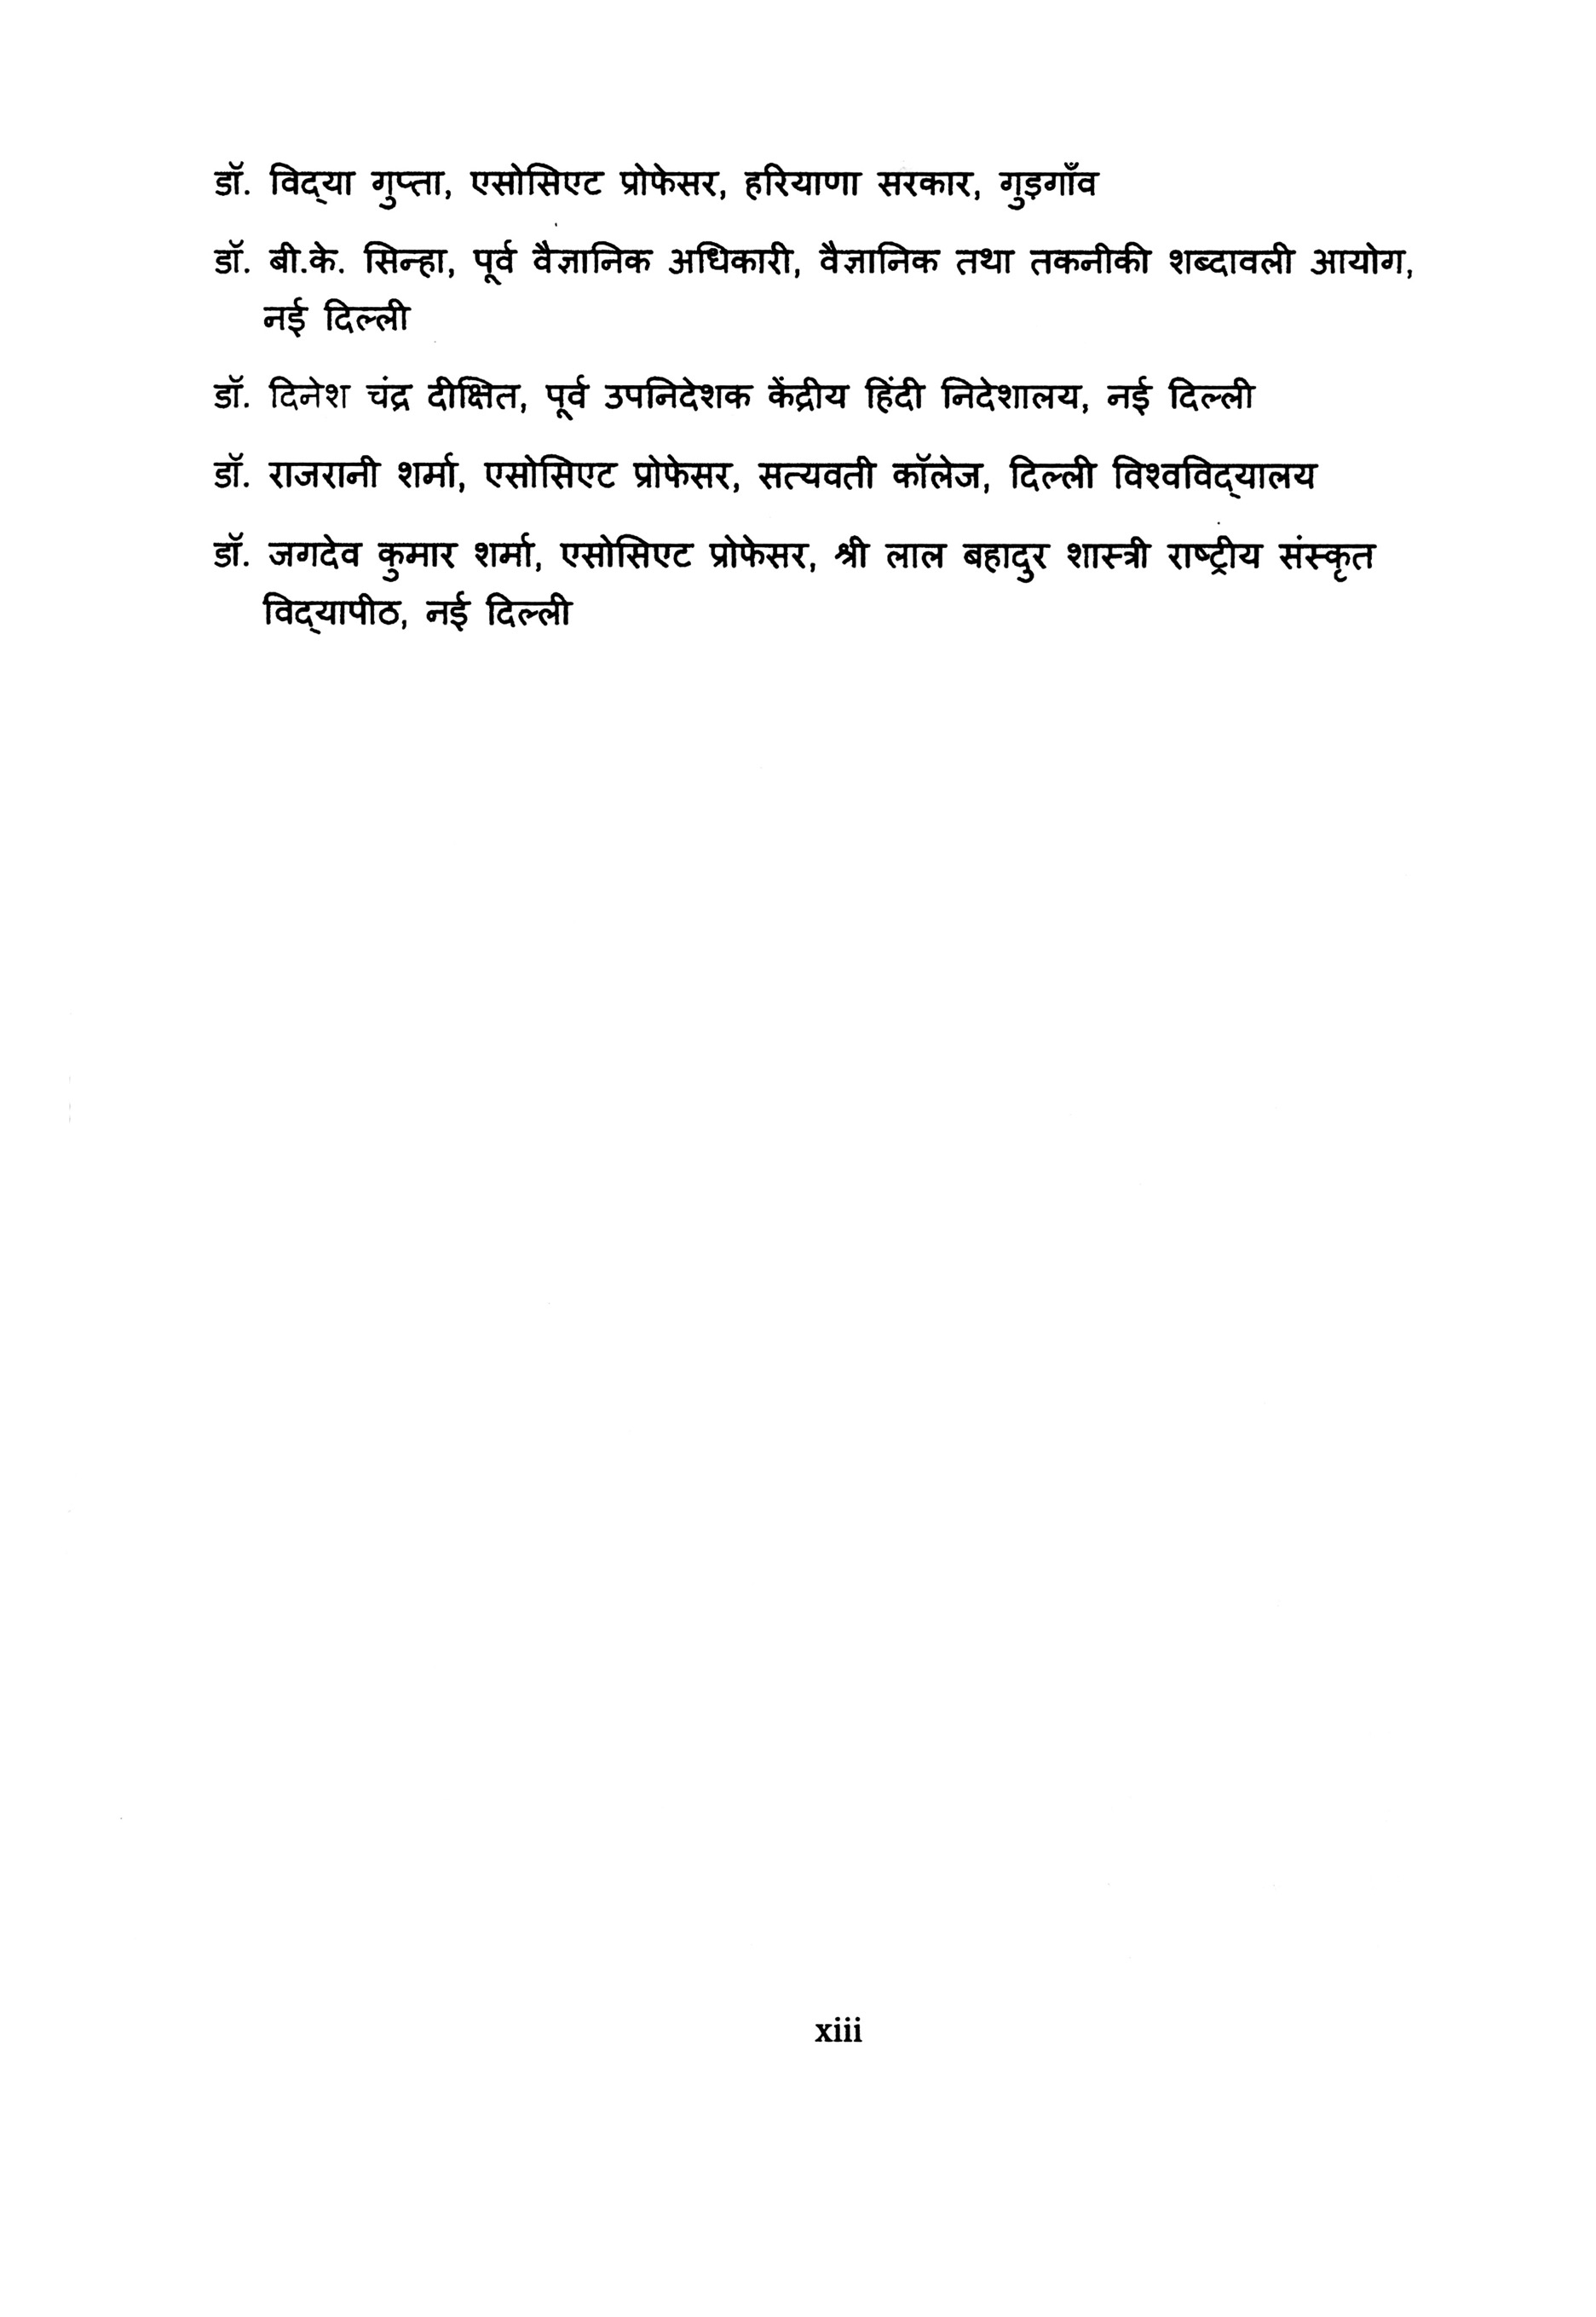 डॉ. विद्‌या गुप्ता, एसोसिएट प्रोफेसर, हरियाणा सरकार, गुड़गाँव
डॉ. बी.के. सिन्हा, पूर्व वैज्ञानिक अधिकारी, वैज्ञानिक तथा तकनीकी शब्दावली आयोग,
नई दिल्ली
डॉ. दिनेश चंद्र दीक्षित, पूर्व उपनिदेशक केंद्रीय हिंदी निदेशालय, नई दिल्ली
डॉ. राजरानी शर्मा, एसोसिएट प्रोफेसर, सत्यवती कॉलेज, दिल्ली विश्वविद्‌यालय
डॉ. जगदेव कुमार शर्मा, एसोसिएट प्रोफेसर, श्री लाल बहादुर शास्त्री राष्ट्रीय संस्कृत
विद्‌यापीठ, नई दिल्ली
xiii